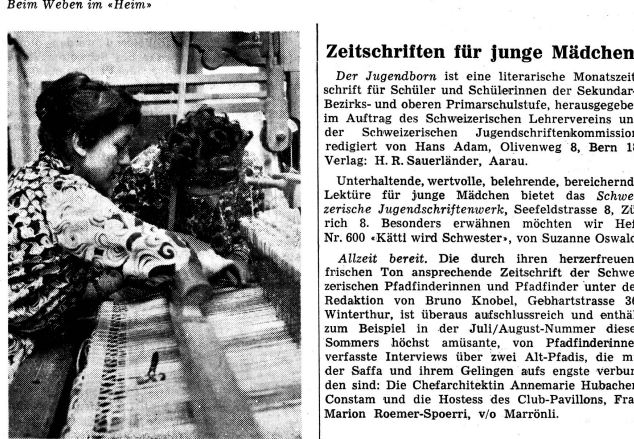 Beim Weben im «Heim»
Zeitschriften für junge Mädchen
Der Jugendborn ist eine literarische Monatszeit-
schrift für Schüler und Schülerinnen der Sekundar-
Bezirks- und oberen Primarschulstufe, herausgegebe
im Auftrag des Schweizerischen Lehrervereins un
der Schweizerischen Jugendschriftenkommission
redigiert von Hans Adam, Olivenweg 8, Bern 18
Verlag: H. R. Sauerländer, Aarau.
Unterhaltende, wertvolle, belehrende, bereichernd
Lektüre für junge Mädchen bietet das Schwei
zerische Jugendschriftenwerk, Seefeldstrasse 8, Zü
rich 8. Besonders erwähnen möchten wir Hef
Nr. 600 «Kätti wird Schwester», von Suzanne Oswald
Allzeit bereit. Die durch ihren herzerfreuen
frischen Ton ansprechende Zeitschrift der Schwei
zerischen Pfadfinderinnen und Pfadfinder unter de
Redaktion von Bruno Knobel, Gebhartstrasse 30
Winterthur, ist überaus aufschlussreich und enthä
zum Beispiel in der Juli/August-Nummer diese
Sommers höchst amüsante, von Pfadfinderinne
verfasste Interviews über zwei Alt-Pfadis, die m
der Saffa und ihrem Gelingen aufs engste verbun
den sind: Die Chefarchitektin Annemarie Hubacher
Constam und die Hostess des Club-Pavillons, Fra
Marion Roemer-Spoerri, v/o Marrönli.